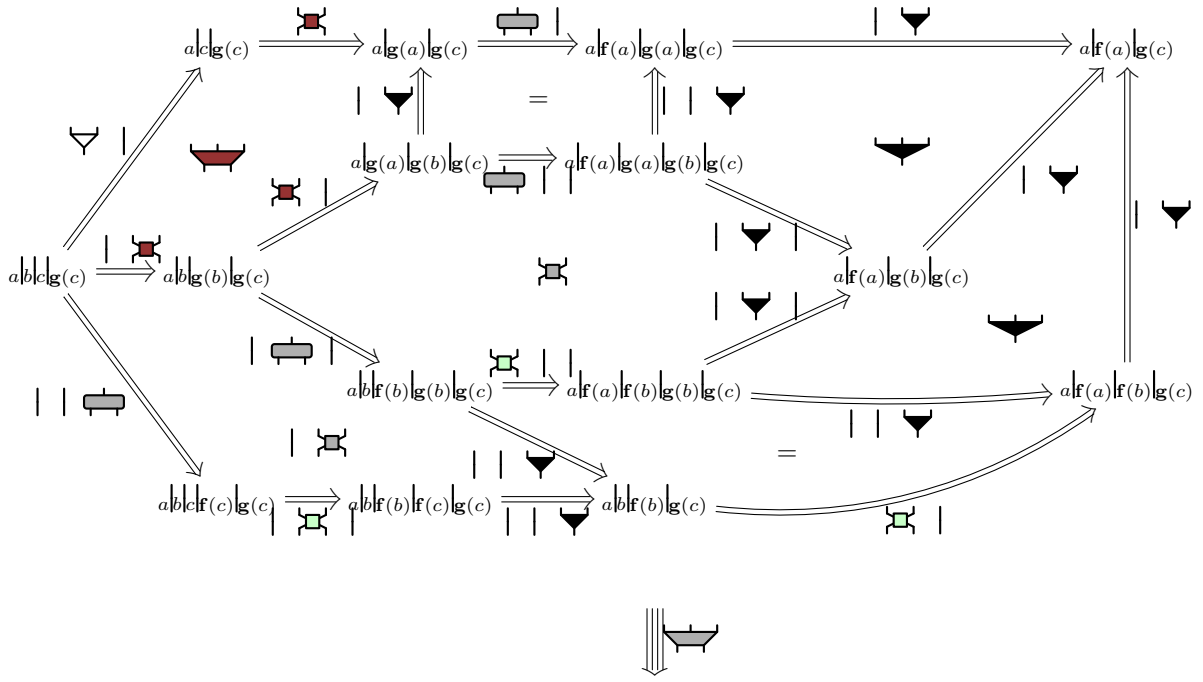 a|c|g(c) a|g(a)|g(c) a|f(a)|g(a)|g(c) a|f(a)|g(c)
=
a|g(a)|g(b)|g(c) a|f(a)|g(a)|g(b)|g(c)
a|b|c|g(c) a|b|g(b)|g(c) a|f(a)|g(b)|g(c)
a|b|f(b)|g(b)|g(c) a|f(a)|f(b)|g(b)|g(c) a|f(a)|f(b)|g(c)
=
a|b|c|f(c)|g(c) a|b|f(b)|f(c)|g(c) a|b|f(b)|g(c)